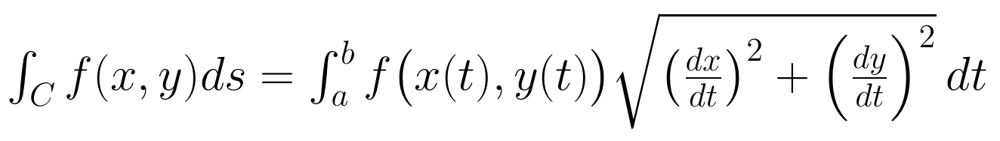 ∫_C f(x, y)ds = ∫_a^b f(x(t), y(t)) √((dx/dt)^2 + (dy/dt)^2) dt